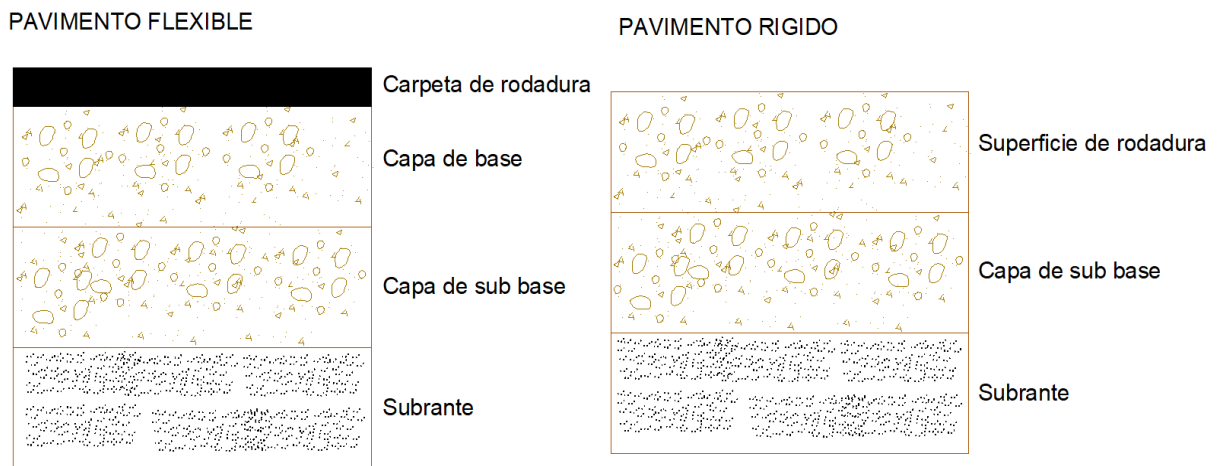 PAVIMENTO FLEXIBLE
Carpeta de rodadura
Capa de base
Capa de sub base
Subrante
PAVIMENTO RIGIDO
Superficie de rodadura
Capa de sub base
Subrante